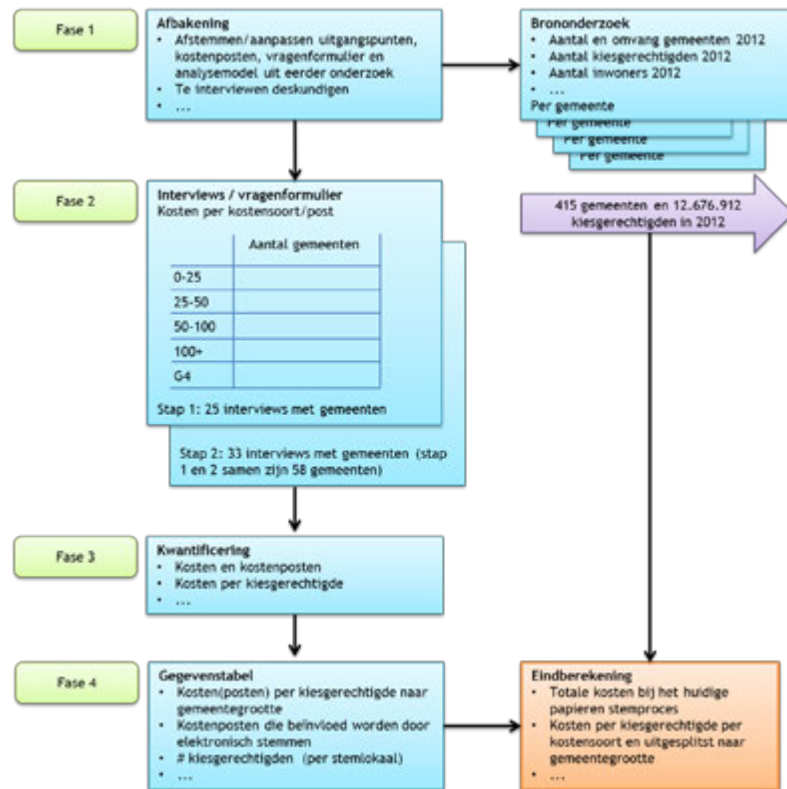 Fase 1
Afbakening
• Afstemmen/aanpassen uitgangspunten,
kostenposten, vragenformulier en
analysemodel uit eerder onderzoek
• Te interviewen deskundigen
• ...
Brononderzoek
• Aantal en omvang gemeenten 2012
• Aantal kiesgerechtigden 2012
• Aantal inwoners 2012
• ...
Per gemeente
Per gemeente
Per gemeente
Per gemeente
Fase 2
Interviews / vragenformulier
Kosten per kostensoort/post
Aantal gemeenten
0-25
25-50
50-100
100+
G4
Stap 1: 25 interviews met gemeenten
Stap 2: 33 interviews met gemeenten (stap
1 en 2 samen zijn 58 gemeenten)
415 gemeenten en 12.676.912
kiesgerechtigden in 2012
Fase 3
Kwantificering
• Kosten en kostenposten
• Kosten per kiesgerechtigde
• ...
Fase 4
Gegevenstabel
• Kosten(posten) per kiesgerechtigde naar
gemeentegrootte
• Kostenposten die beïnvloed worden door
elektronisch stemmen
• # kiesgerechtigden (per stemlokaal)
• ...
Eindberekening
• Totale kosten bij het huidige
papieren stemproces
• Kosten per kiesgerechtigde per
kostensoort en uitgesplitst naar
gemeentegrootte
• ...